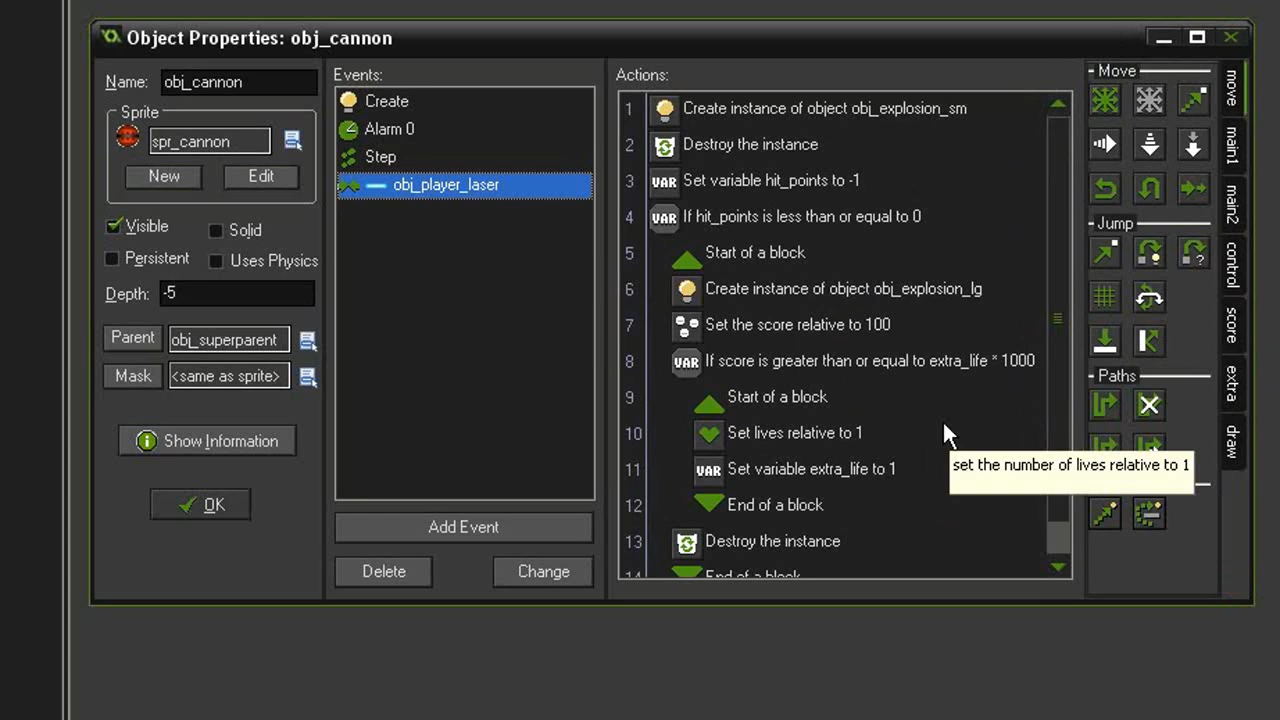 Object Properties: obj_cannon
Name: obj_cannon
Sprite
spr_cannon
New Edit
Visible Solid
Persistent Uses Physics
Depth: -5
Parent obj_superparent
Mask <same as sprite>
Show Information
OK
Events:
Create
Alarm 0
Step
obj_player_laser
Add Event
Delete Change
Actions:
1 Create instance of object obj_explosion_sm
2 Destroy the instance
3 VAR Set variable hit_points to -1
4 VAR If hit_points is less than or equal to 0
5 Start of a block
6 Create instance of object obj_explosion_lg
7 Set the score relative to 100
8 VAR If score is greater than or equal to extra_life * 1000
9 Start of a block
10 Set lives relative to 1
11 VAR Set variable extra_life to 1
12 End of a block
13 Destroy the instance
14 End of a block
set the number of lives relative to 1
Move
Jump
Paths
move
main1
main2
control
score
extra
draw